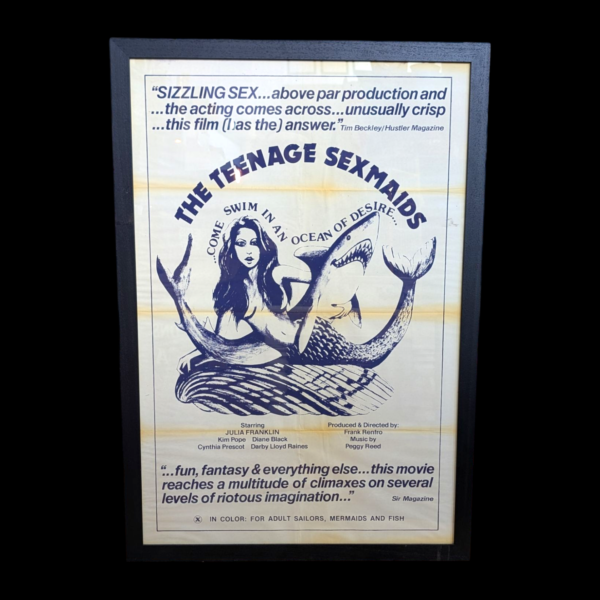 "SIZZLING SEX...above par production and
...the acting comes across...unusually crisp
...this film (has the) answer." Tim Beckley/Hustler Magazine
THE TEENAGE SEXMAIDS
...COME SWIM IN AN OCEAN OF DESIRE...
Starring
JULIA FRANKLIN
Kim Pope Diane Black
Cynthia Prescot Darby Lloyd Raines
Produced & Directed by:
Frank Rentro
Music by
Peggy Reed
"...fun, fantasy & everything else...this movie
reaches a multitude of climaxes on several
levels of riotous imagination..." Sir Magazine
X IN COLOR: FOR ADULT SAILORS, MERMAIDS AND FISH